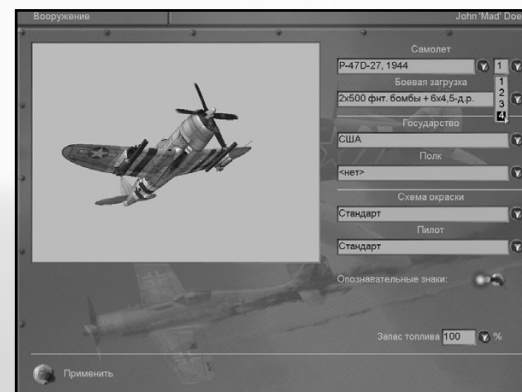 Вооружение
John 'Mad' Doe
Самолет
P-47D-27, 1944
1
Боевая загрузка
1
2
3
4
2x500 фнт. бомбы + 6x4,5-д.р.
Государство
США
Полк
<нет>
Схема окраски
Стандарт
Пилот
Стандарт
Опознавательные знаки:
Запас топлива 100 %
Применить